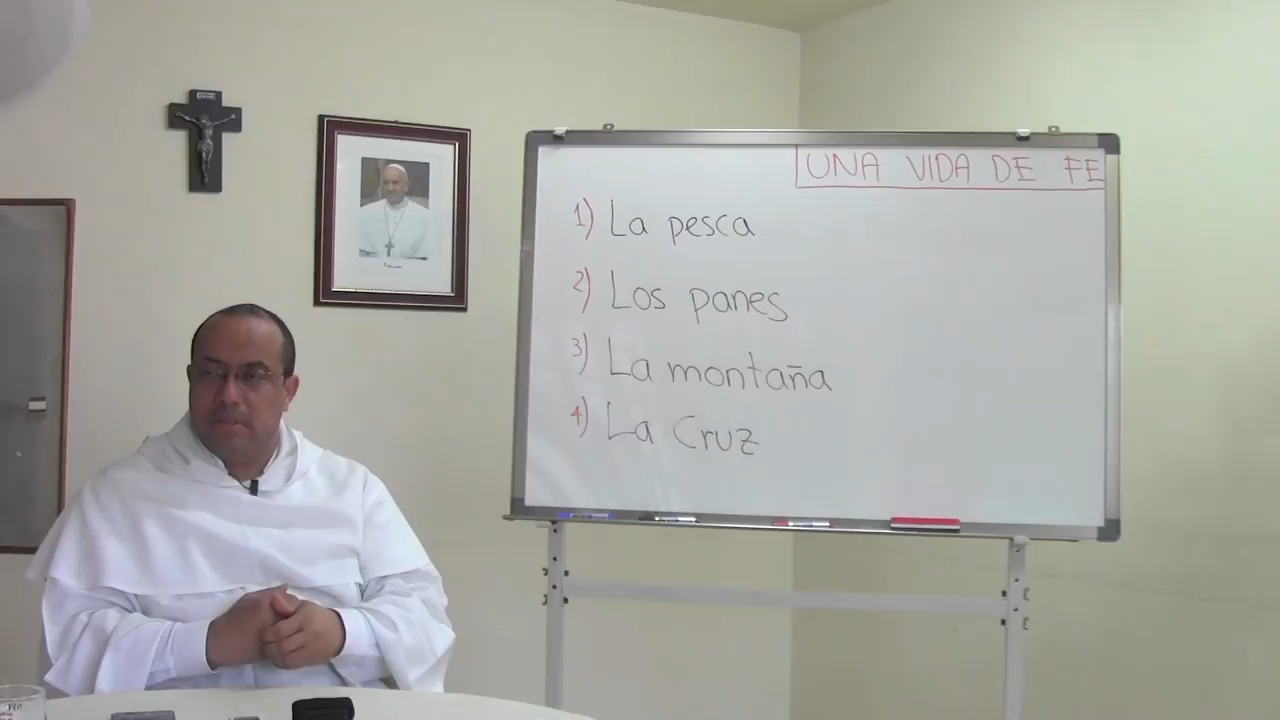 UNA VIDA DE FE
1) La pesca
2) Los panes
3) La montaña
4) La Cruz